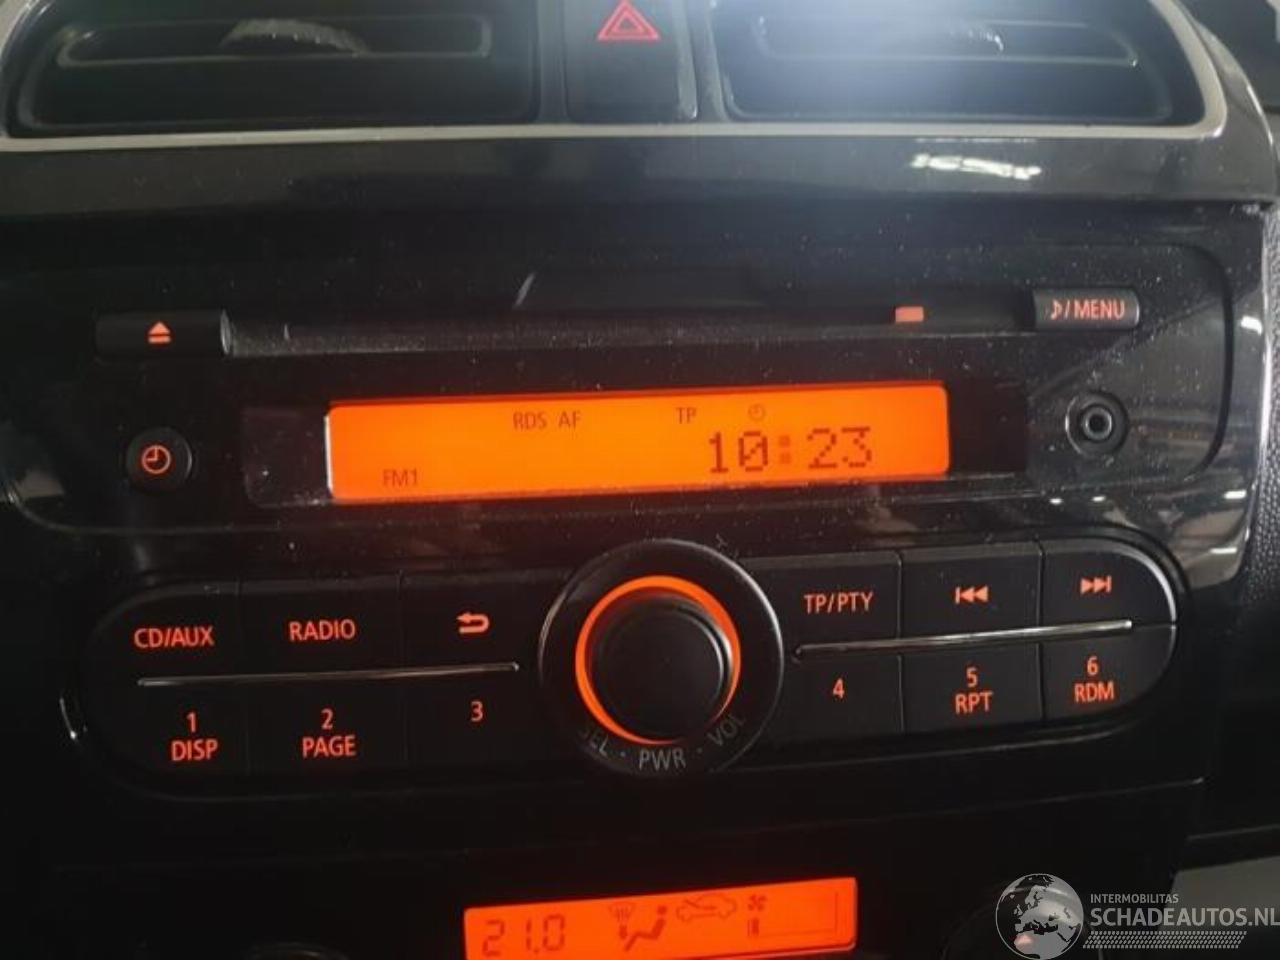 ♪/MENU
RDS AF TP
10:23
FM1
CD/AUX
RADIO
TP/PTY
1
DISP
2
PAGE
3
4
5
RPT
6
RDM
SEL · PWR · VOL
21.0
INTERMOBILITAS
SCHADEAUTOS.NL